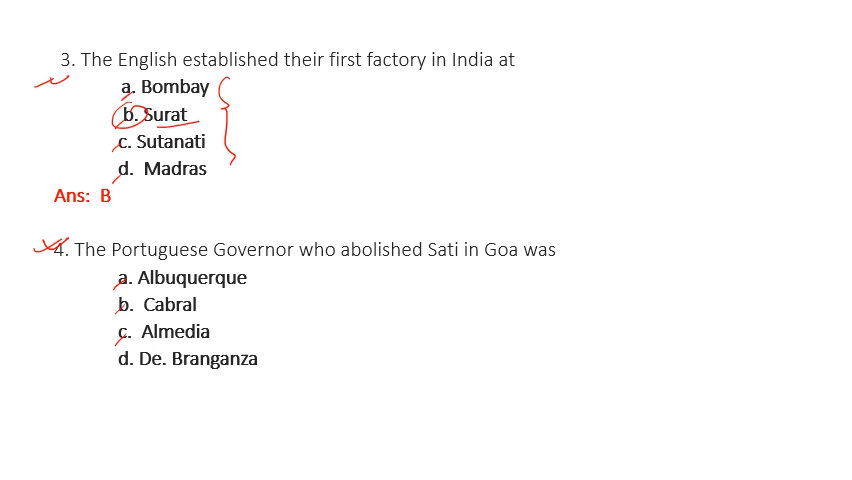 3. The English established their first factory in India at
a. Bombay
b. Surat
c. Sutanati
d. Madras
Ans: B
4. The Portuguese Governor who abolished Sati in Goa was
a. Albuquerque
b. Cabral
c. Almedia
d. De. Branganza